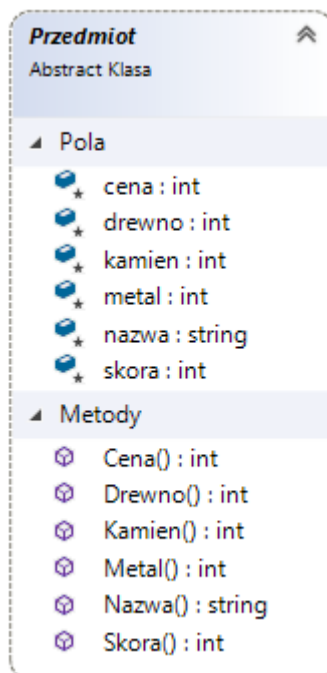 Przedmiot
Abstract Klasa
Pola
cena : int
drewno : int
kamien : int
metal : int
nazwa : string
skora : int
Metody
Cena() : int
Drewno() : int
Kamien() : int
Metal() : int
Nazwa() : string
Skora() : int